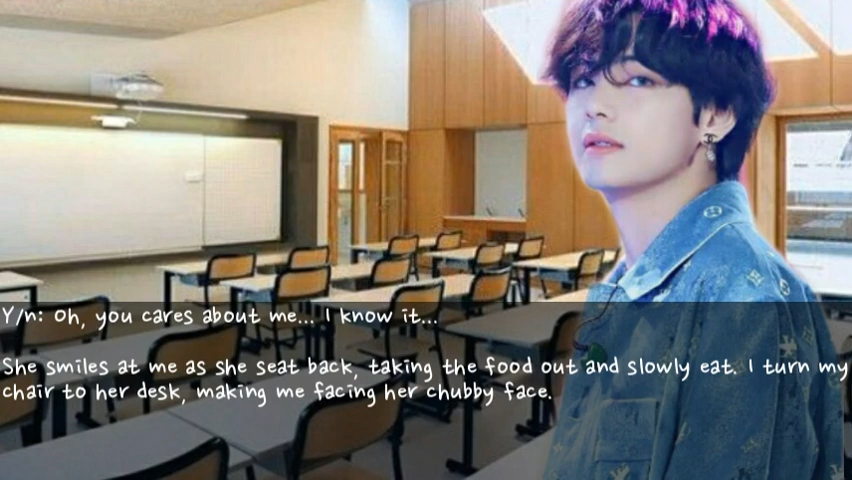 Y/n: Oh, you cares about me... I know it...
She smiles at me as she seat back, taking the food out and slowly eat. I turn my
chair to her desk, making me facing her chubby face.